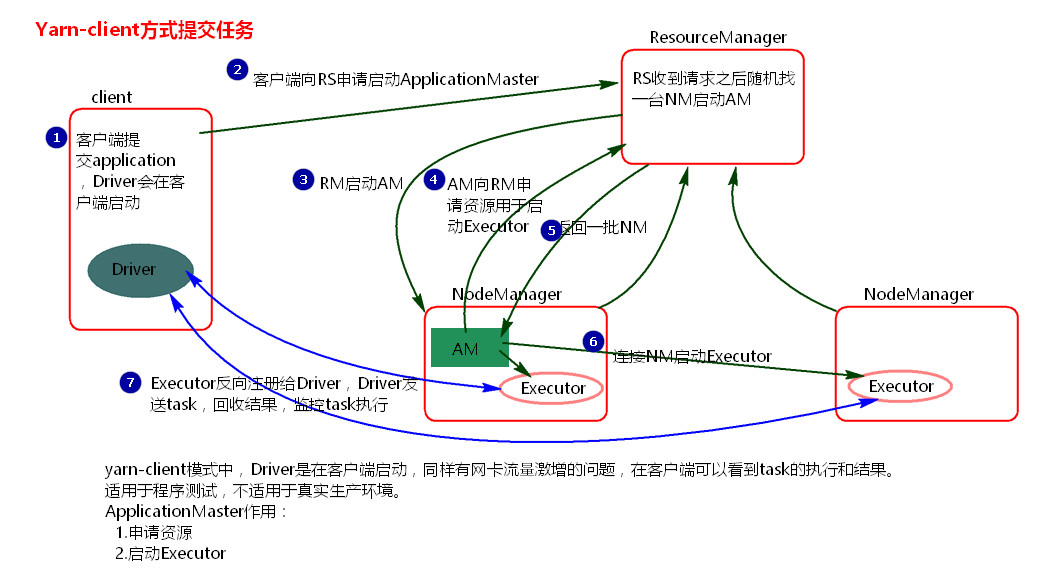 Yarn-client方式提交任务
ResourceManager
2
客户端向RS申请启动ApplicationMaster
RS收到请求之后随机找
一台NM启动AM
client
1
客户端提
交application
，Driver会在客
户端启动
3
RM启动AM
4
AM向RM申
请资源用于启
动Executor
5
返回一批NM
Driver
NodeManager
NodeManager
AM
6
连接NM启动Executor
Executor
Executor
7
Executor反向注册给Driver，Driver发
送task，回收结果，监控task执行
yarn-client模式中，Driver是在客户端启动，同样有网卡流量激增的问题，在客户端可以看到task的执行和结果。
适用于程序测试，不适用于真实生产环境。
ApplicationMaster作用：
1.申请资源
2.启动Executor